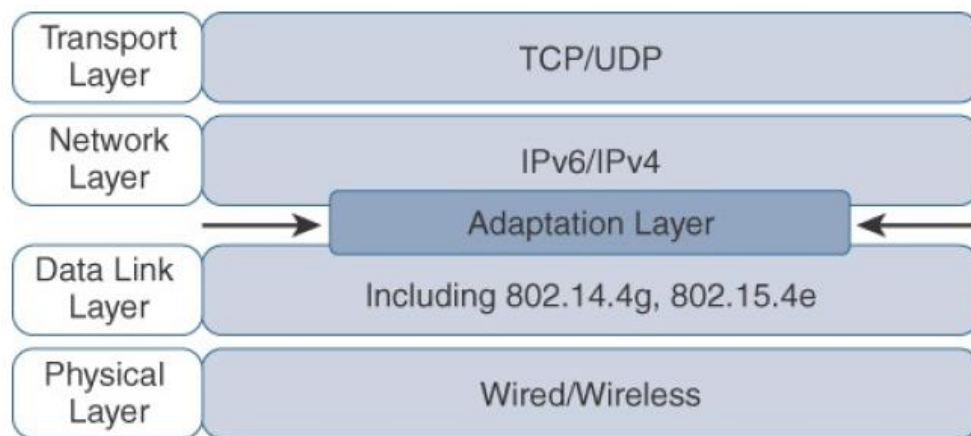 Transport
Layer
TCP/UDP
Network
Layer
IPv6/IPv4
Adaptation Layer
Data Link
Layer
Including 802.14.4g, 802.15.4e
Physical
Layer
Wired/Wireless